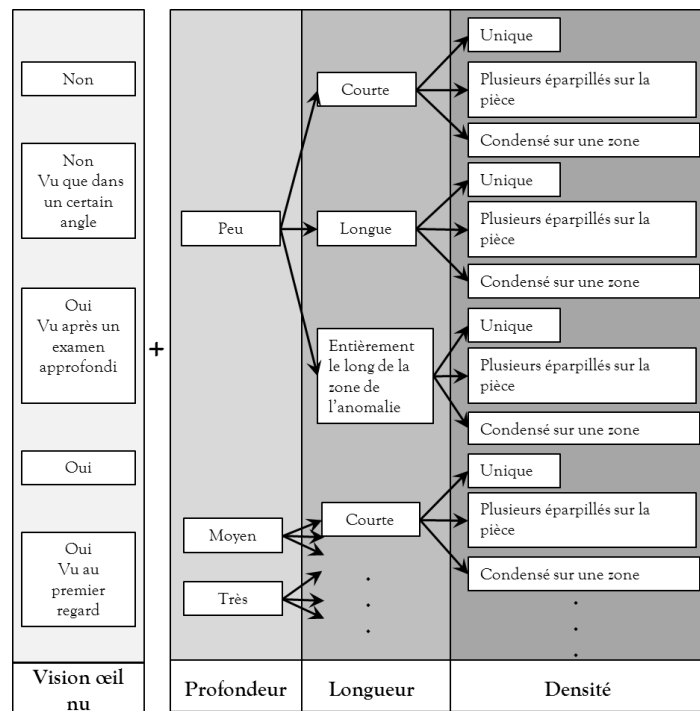 Non
Non
Vu que dans
un certain
angle
Oui
Vu après un
examen
approfondi
Oui
Oui
Vu au
premier
regard
Vision œil
nu
+
Peu
Moyen
Très
Profondeur
Courte
Longue
Entièrement
le long de la
zone de
l'anomalie
Courte
.
.
.
Longueur
Unique
Plusieurs éparpillés sur la
pièce
Condensé sur une zone
Unique
Plusieurs éparpillés sur la
pièce
Condensé sur une zone
Unique
Plusieurs éparpillés sur la
pièce
Condensé sur une zone
Unique
Plusieurs éparpillés sur la
pièce
Condensé sur une zone
.
.
.
Densité